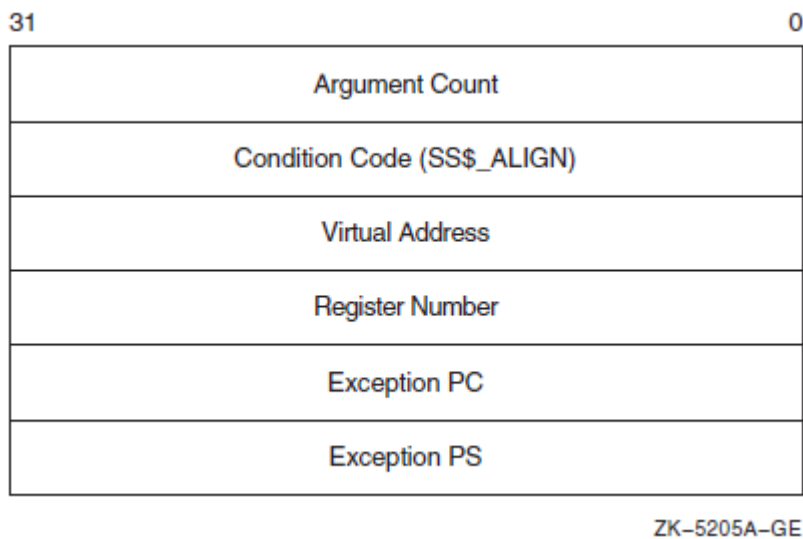 31 0
Argument Count
Condition Code (SS$_ALIGN)
Virtual Address
Register Number
Exception PC
Exception PS
ZK–5205A–GE